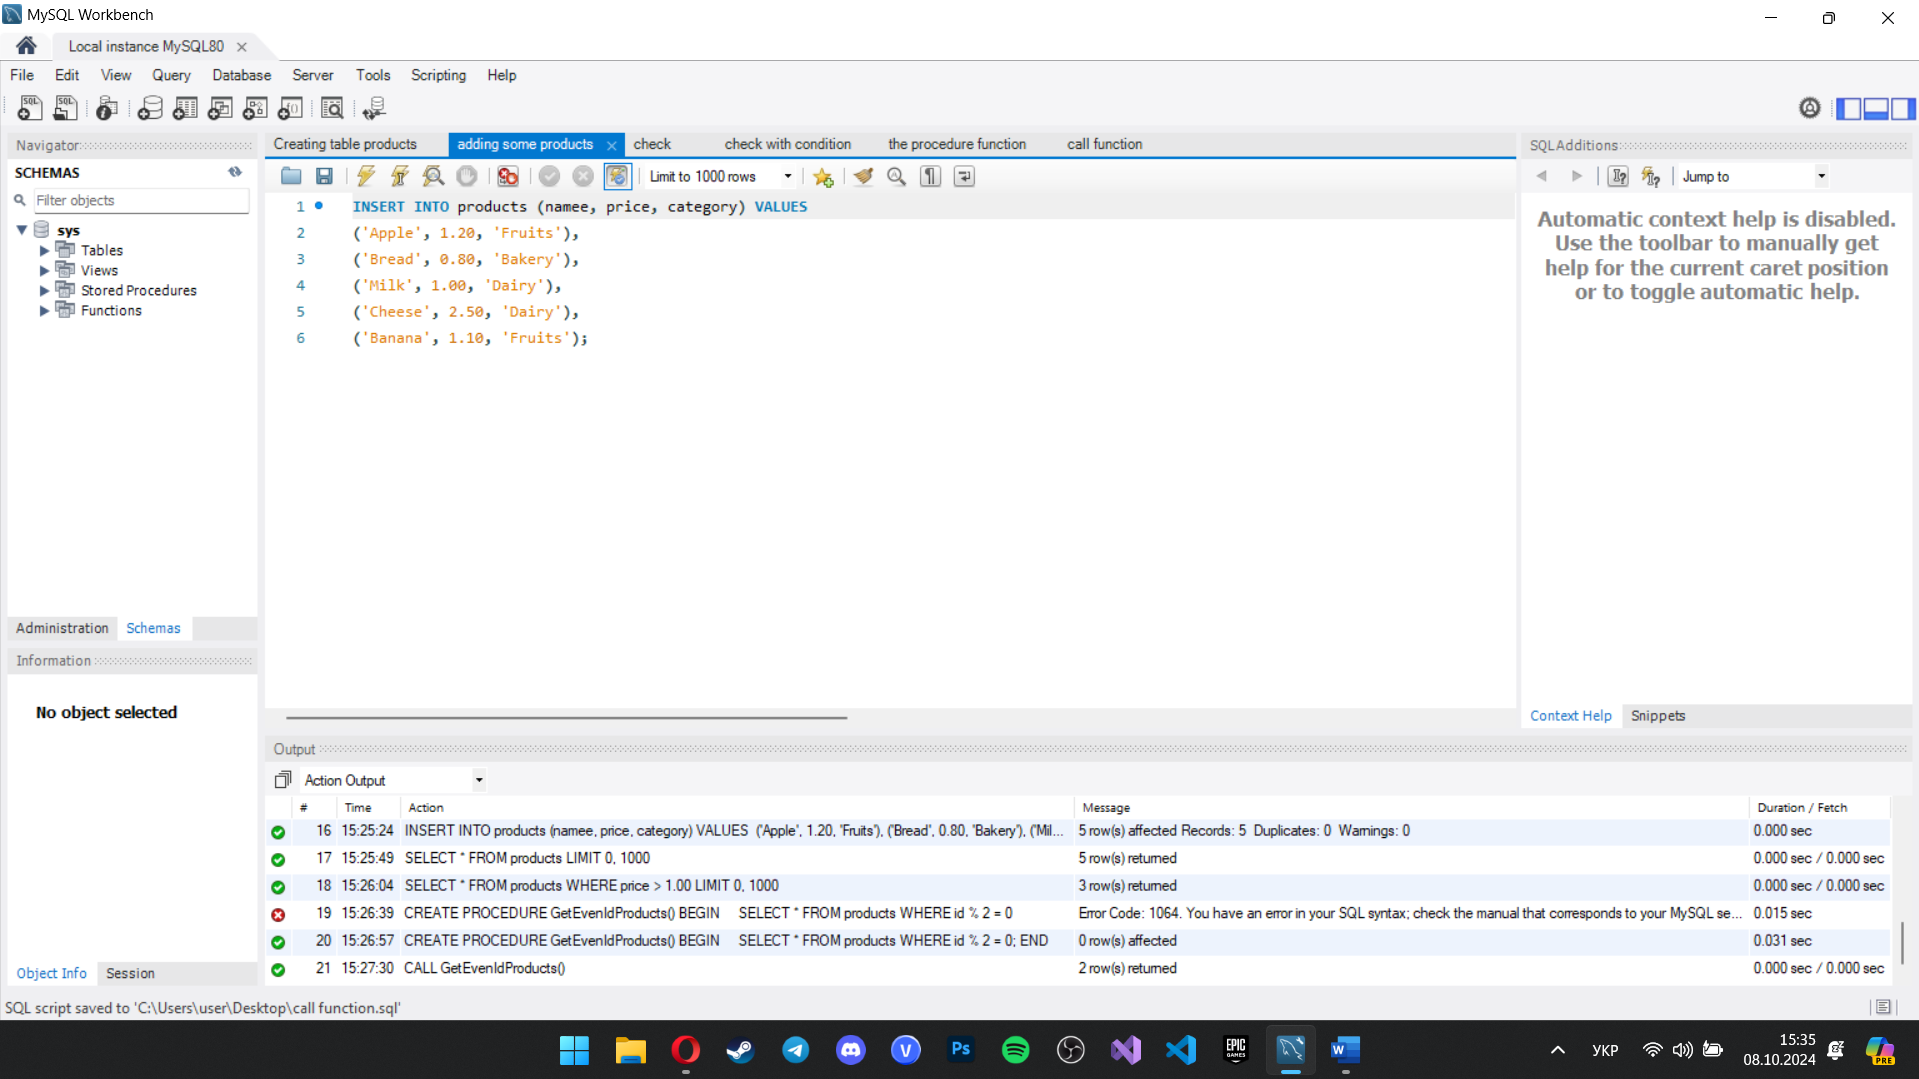 MySQL Workbench
Local instance MySQL80
File Edit View Query Database Server Tools Scripting Help
Navigator
SCHEMAS
Filter objects
sys
Tables
Views
Stored Procedures
Functions
Administration Schemas
Information
No object selected
Object Info Session
Creating table products adding some products check check with condition the procedure function call function
Limit to 1000 rows
1 INSERT INTO products (namee, price, category) VALUES
2 ('Apple', 1.20, 'Fruits'),
3 ('Bread', 0.80, 'Bakery'),
4 ('Milk', 1.00, 'Dairy'),
5 ('Cheese', 2.50, 'Dairy'),
6 ('Banana', 1.10, 'Fruits');
SQLAdditions
Jump to
Automatic context help is disabled.
Use the toolbar to manually get
help for the current caret position
or to toggle automatic help.
Context Help Snippets
Output
Action Output
# Time Action Message Duration / Fetch
16 15:25:24 INSERT INTO products (namee, price, category) VALUES ('Apple', 1.20, 'Fruits'), ('Bread', 0.80, 'Bakery'), ('Mil... 5 row(s) affected Records: 5 Duplicates: 0 Warnings: 0 0.000 sec
17 15:25:49 SELECT * FROM products LIMIT 0, 1000 5 row(s) returned 0.000 sec / 0.000 sec
18 15:26:04 SELECT * FROM products WHERE price > 1.00 LIMIT 0, 1000 3 row(s) returned 0.000 sec / 0.000 sec
19 15:26:39 CREATE PROCEDURE GetEvenIdProducts() BEGIN SELECT * FROM products WHERE id % 2 = 0 Error Code: 1064. You have an error in your SQL syntax; check the manual that corresponds to your MySQL se... 0.015 sec
20 15:26:57 CREATE PROCEDURE GetEvenIdProducts() BEGIN SELECT * FROM products WHERE id % 2 = 0; END 0 row(s) affected 0.031 sec
21 15:27:30 CALL GetEvenIdProducts() 2 row(s) returned 0.000 sec / 0.000 sec
SQL script saved to 'C:\Users\user\Desktop\call function.sql'
V Ps EPIC GAMES W УКР 15:35 PRE
08.10.2024